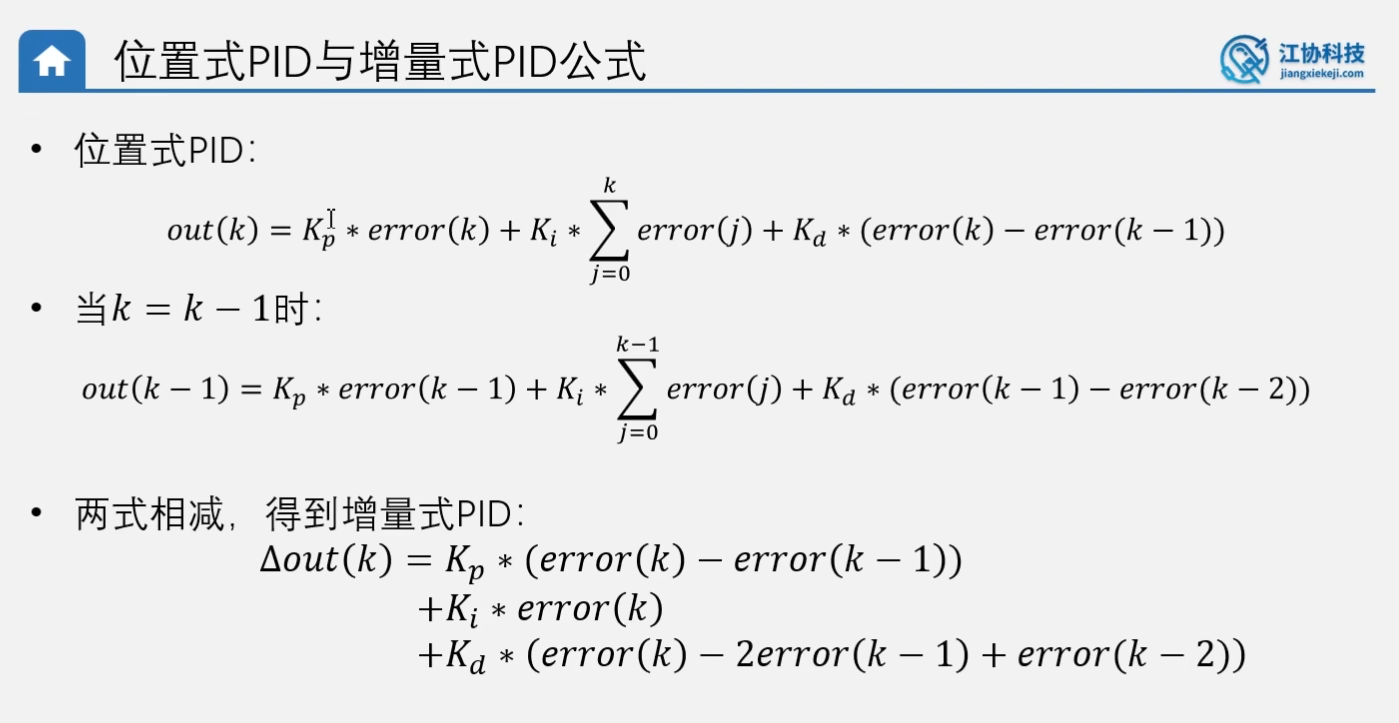 位置式PID与增量式PID公式
江协科技
jiangxiekeji.com
• 位置式PID：
out(k) = K_p * error(k) + K_i * ∑_{j=0}^{k} error(j) + K_d * (error(k) − error(k − 1))
• 当k = k − 1时：
out(k − 1) = K_p * error(k − 1) + K_i * ∑_{j=0}^{k−1} error(j) + K_d * (error(k − 1) − error(k − 2))
• 两式相减，得到增量式PID：
Δout(k) = K_p * (error(k) − error(k − 1))
+K_i * error(k)
+K_d * (error(k) − 2error(k − 1) + error(k − 2))